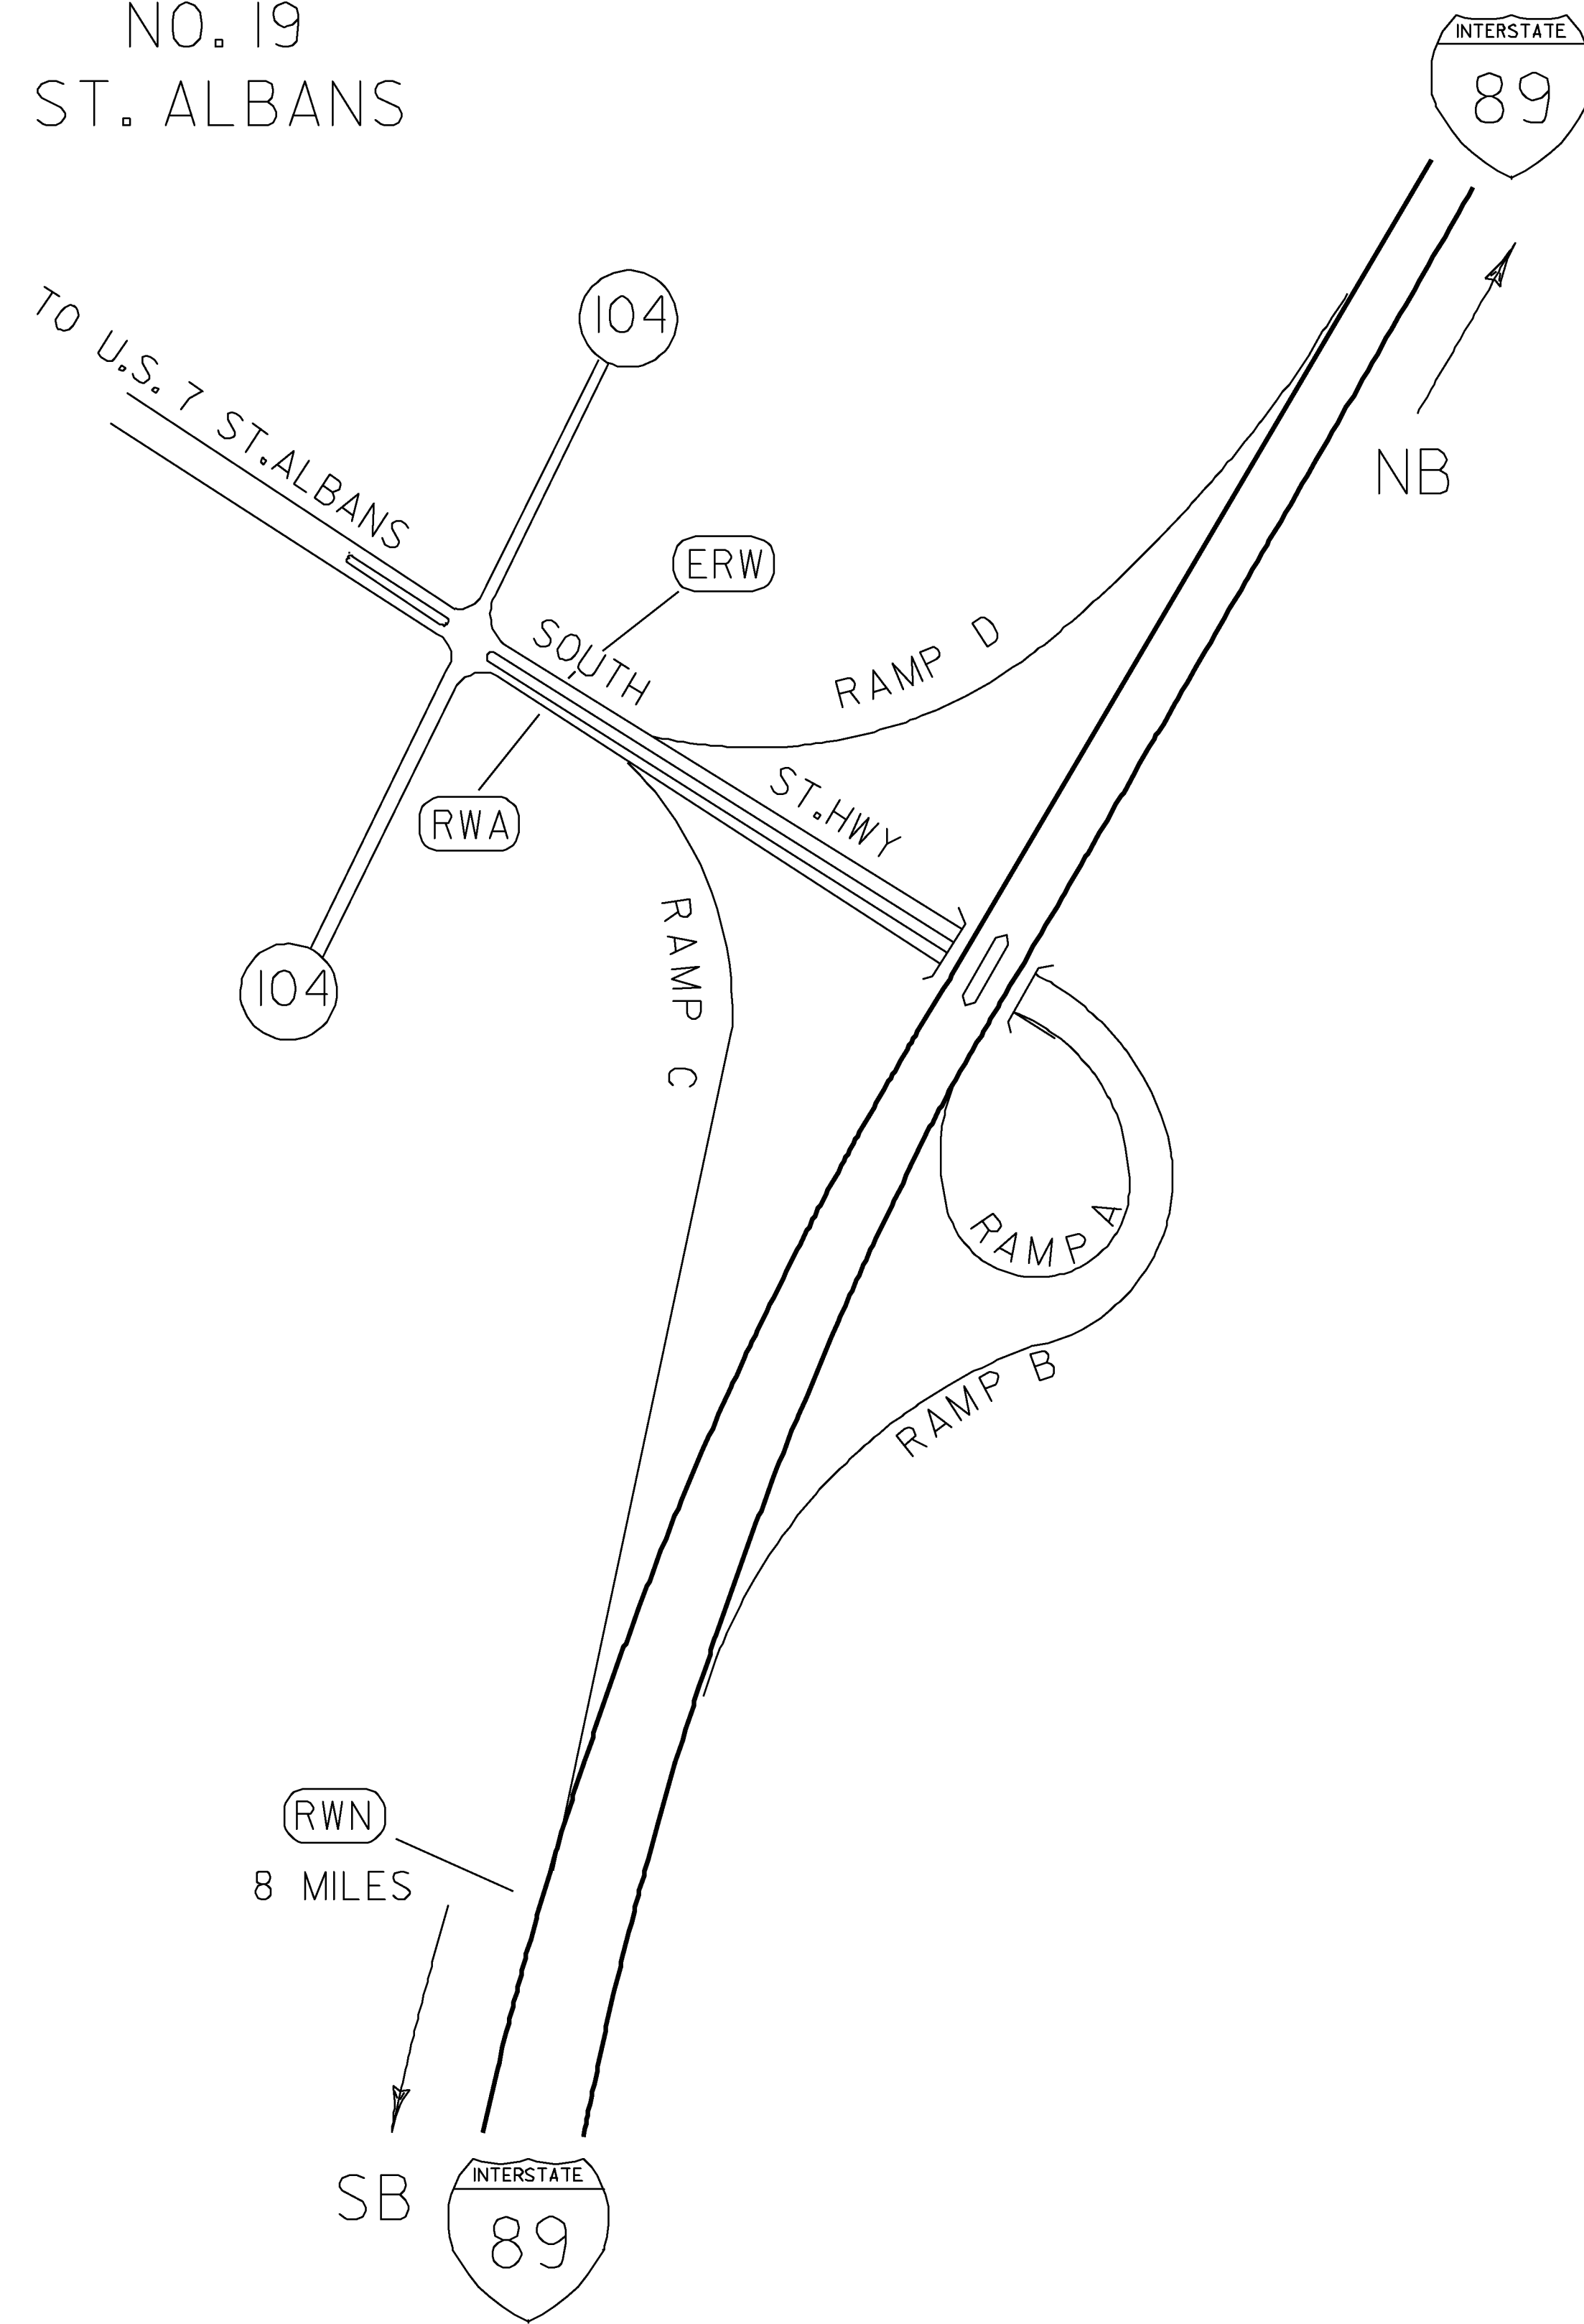 NO. 19
ST. ALBANS
INTERSTATE
89
104
TO U.S. 7 ST.ALBANS
NB
ERW
SOUTH
RAMP D
ST.HWY
RWA
RAMP C
104
RAMP A
RAMP B
RWN
8 MILES
SB
INTERSTATE
89